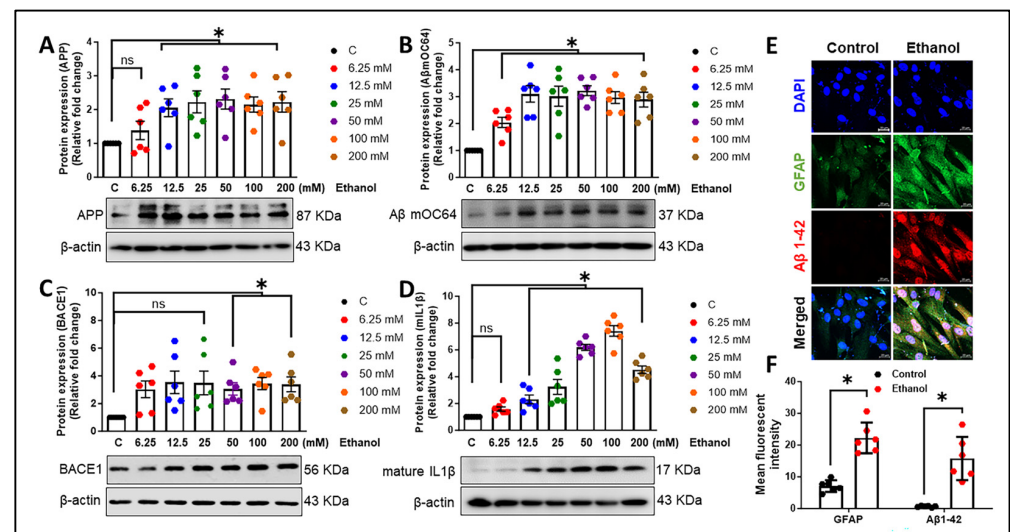 A
Protein expression (APP)
(Relative fold change)
4
3
2
1
0
ns
*
C
6.25 mM
12.5 mM
25 mM
50 mM
100 mM
200 mM
C 6.25 12.5 25 50 100 200 (mM) Ethanol
APP 87 KDa
β-actin 43 KDa
B
Protein expression (AβmOC64)
(Relative fold change)
5
4
3
2
1
0
*
C
6.25 mM
12.5 mM
25 mM
50 mM
100 mM
200 mM
C 6.25 12.5 25 50 100 200 (mM) Ethanol
Aβ mOC64 37 KDa
β-actin 43 KDa
C
Protein expression (BACE1)
(Relative fold change)
10
8
6
4
2
0
ns
*
C
6.25 mM
12.5 mM
25 mM
50 mM
100 mM
200 mM
C 6.25 12.5 25 50 100 200 (mM) Ethanol
BACE1 56 KDa
β-actin 43 KDa
D
Protein expression (mIL1β)
(Relative fold change)
10
8
6
4
2
0
ns
*
C
6.25 mM
12.5 mM
25 mM
50 mM
100 mM
200 mM
C 6.25 12.5 25 50 100 200 (mM) Ethanol
mature IL1β 17 KDa
β-actin 43 KDa
E
Control Ethanol
DAPI
GFAP
Aβ 1-42
Merged
F
Control
Ethanol
Mean fluorescent
intensity
40
30
20
10
0
*
*
GFAP Aβ1-42